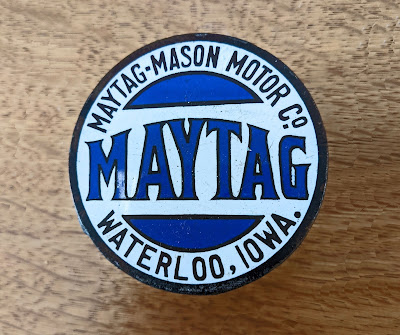 MAYTAG-MASON MOTOR CO.
MAYTAG
WATERLOO, IOWA.